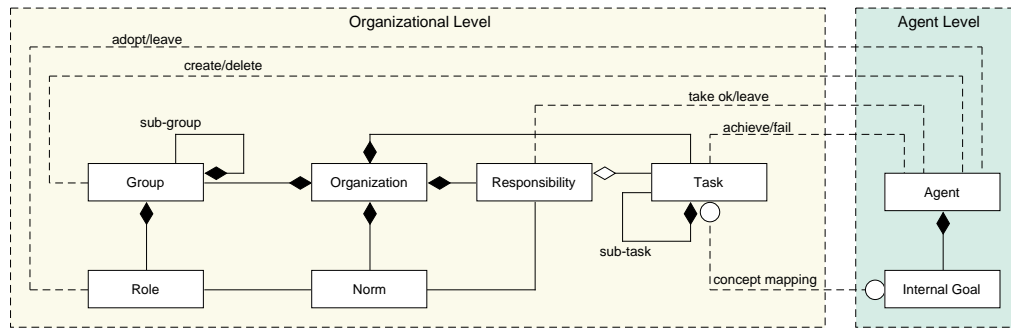 Organizational Level
Agent Level
adopt/leave
create/delete
take ok/leave
sub-group
achieve/fail
Group
Organization
Responsibility
Task
Agent
sub-task
concept mapping
Role
Norm
Internal Goal